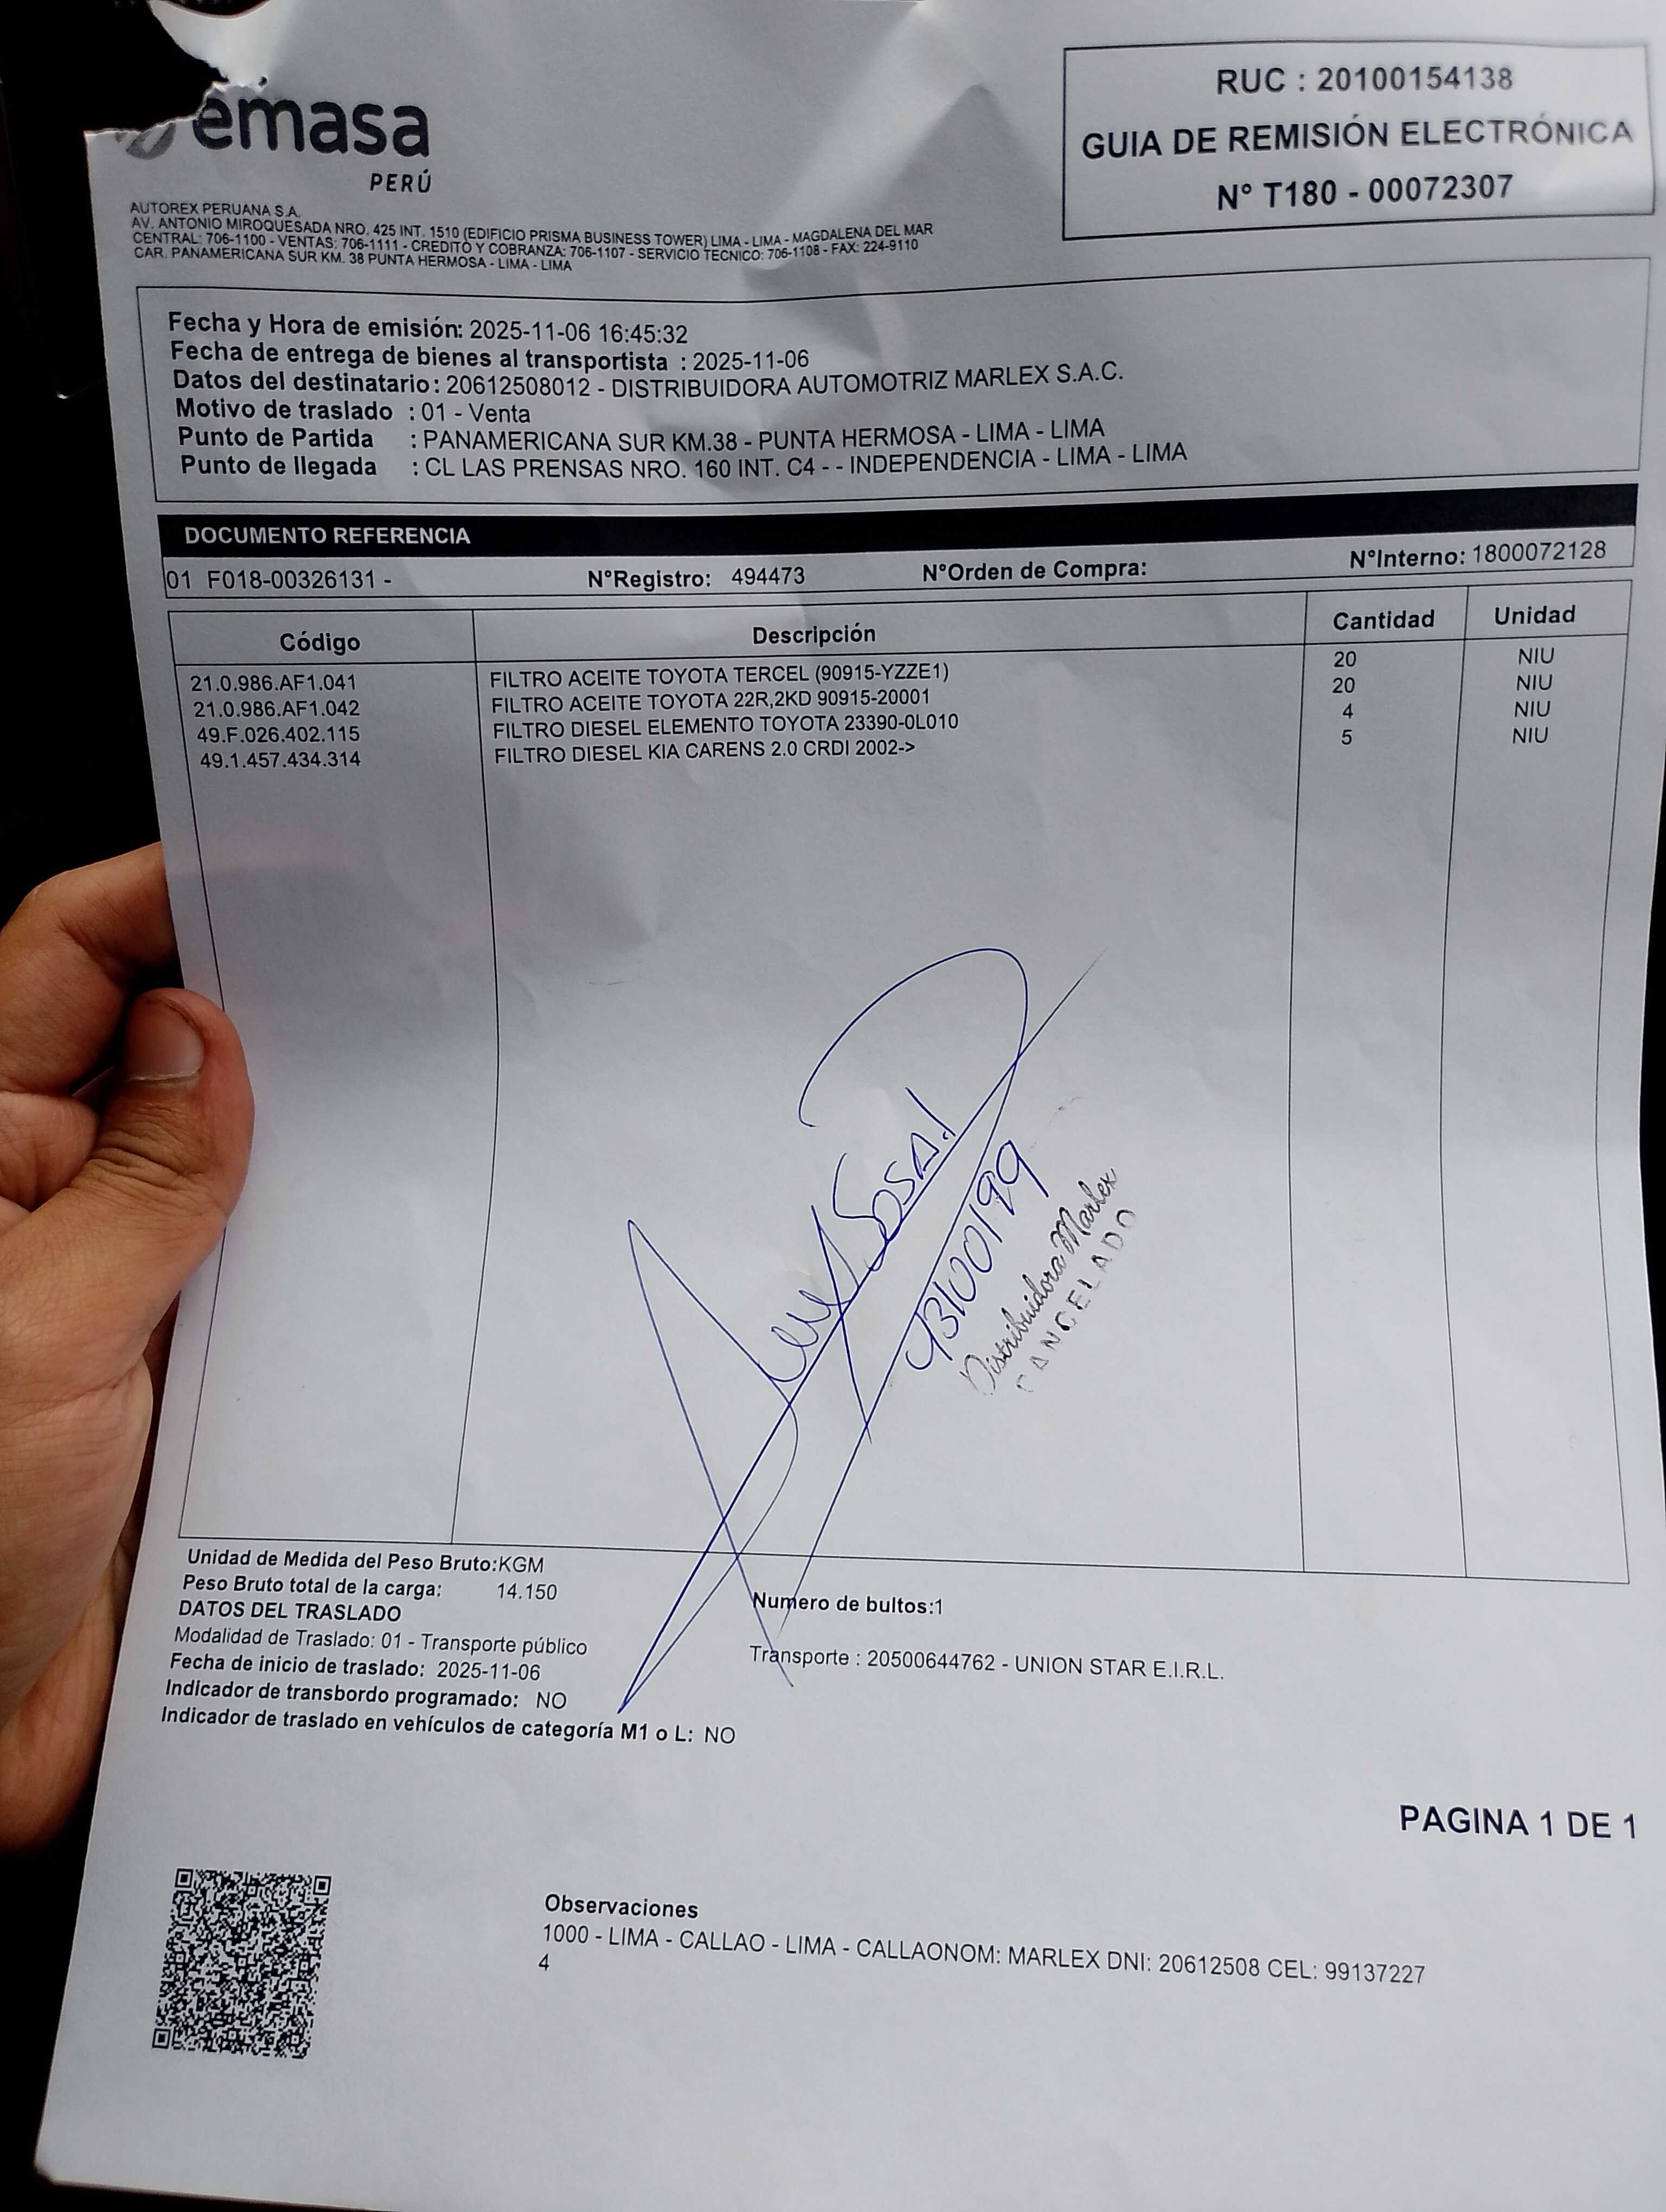 emasa
PERÚ
RUC : 20100154138
GUIA DE REMISIÓN ELECTRÓNICA
N° T180 - 00072307
AUTOREX PERUANA S.A.
AV. ANTONIO MIROQUESADA NRO. 425 INT. 1510 (EDIFICIO PRISMA BUSINESS TOWER) LIMA - LIMA - MAGDALENA DEL MAR
CENTRAL: 706-1100 - VENTAS: 706-1111 - CREDITO Y COBRANZA: 706-1107 - SERVICIO TECNICO: 706-1108 - FAX: 224-9110
CAR. PANAMERICANA SUR KM. 38 PUNTA HERMOSA - LIMA - LIMA
Fecha y Hora de emisión: 2025-11-06 16:45:32
Fecha de entrega de bienes al transportista : 2025-11-06
Datos del destinatario: 20612508012 - DISTRIBUIDORA AUTOMOTRIZ MARLEX S.A.C.
Motivo de traslado : 01 - Venta
Punto de Partida : PANAMERICANA SUR KM.38 - PUNTA HERMOSA - LIMA - LIMA
Punto de llegada : CL LAS PRENSAS NRO. 160 INT. C4 - - INDEPENDENCIA - LIMA - LIMA
DOCUMENTO REFERENCIA
01 F018-00326131 - N°Registro: 494473 N°Orden de Compra: N°Interno: 1800072128
Código Descripción Cantidad Unidad
21.0.986.AF1.041 FILTRO ACEITE TOYOTA TERCEL (90915-YZZE1) 20 NIU
21.0.986.AF1.042 FILTRO ACEITE TOYOTA 22R,2KD 90915-20001 20 NIU
49.F.026.402.115 FILTRO DIESEL ELEMENTO TOYOTA 23390-0L010 4 NIU
49.1.457.434.314 FILTRO DIESEL KIA CARENS 2.0 CRDI 2002-> 5 NIU
43100199
Distribuidora Marlex
CANCELADO
Unidad de Medida del Peso Bruto:KGM
Peso Bruto total de la carga: 14.150
Numero de bultos:1
DATOS DEL TRASLADO
Modalidad de Traslado: 01 - Transporte público
Transporte : 20500644762 - UNION STAR E.I.R.L.
Fecha de inicio de traslado: 2025-11-06
Indicador de transbordo programado: NO
Indicador de traslado en vehículos de categoría M1 o L: NO
PAGINA 1 DE 1
Observaciones
1000 - LIMA - CALLAO - LIMA - CALLAONOM: MARLEX DNI: 20612508 CEL: 99137227
4